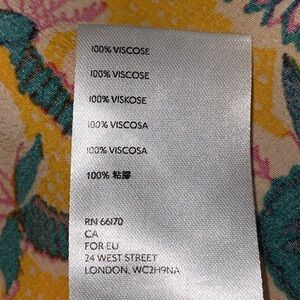 100% VISCOSE
100% VISCOSE
100% VISKOSE
100% VISCOSA
100% VISCOSA
100% 粘膠
RN 66170
CA
FOR EU
24 WEST STREET
LONDON, WC2H9NA